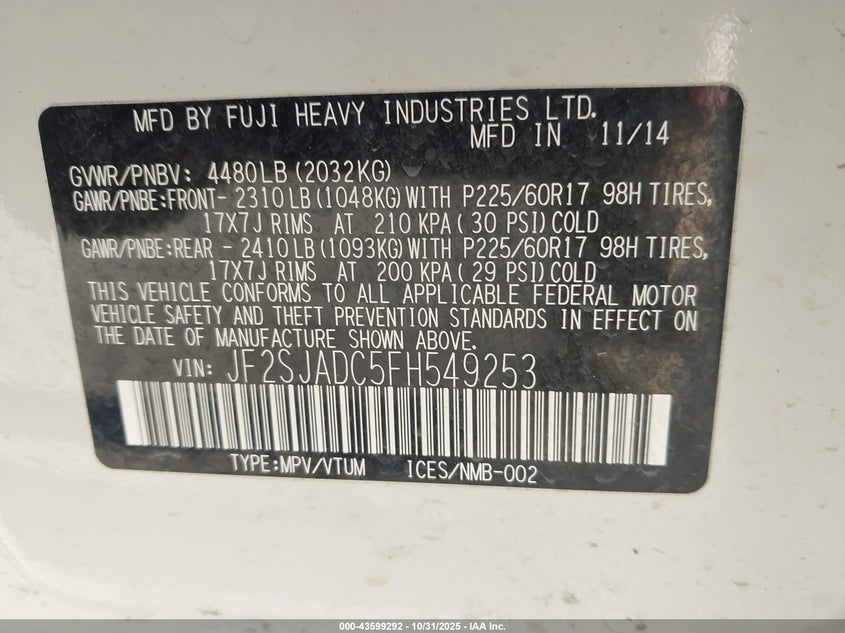 MFD BY FUJI HEAVY INDUSTRIES LTD.
MFD IN 11/14
GVWR/PNBV: 4480LB (2032KG)
GAWR/PNBE:FRONT- 2310LB (1048KG) WITH P225/60R17 98H TIRES,
17X7J RIMS AT 210 KPA ( 30 PSI) COLD
GAWR/PNBE:REAR - 2410LB (1093KG) WITH P225/60R17 98H TIRES,
17X7J RIMS AT 200 KPA ( 29 PSI) COLD
THIS VEHICLE CONFORMS TO ALL APPLICABLE FEDERAL MOTOR
VEHICLE SAFETY AND THEFT PREVENTION STANDARDS IN EFFECT ON
THE DATE OF MANUFACTURE SHOWN ABOVE.
VIN: JF2SJADC5FH549253
TYPE:MPV/VTUM ICES/NMB-002
000-43599292 - 10/31/2025 - IAA Inc.